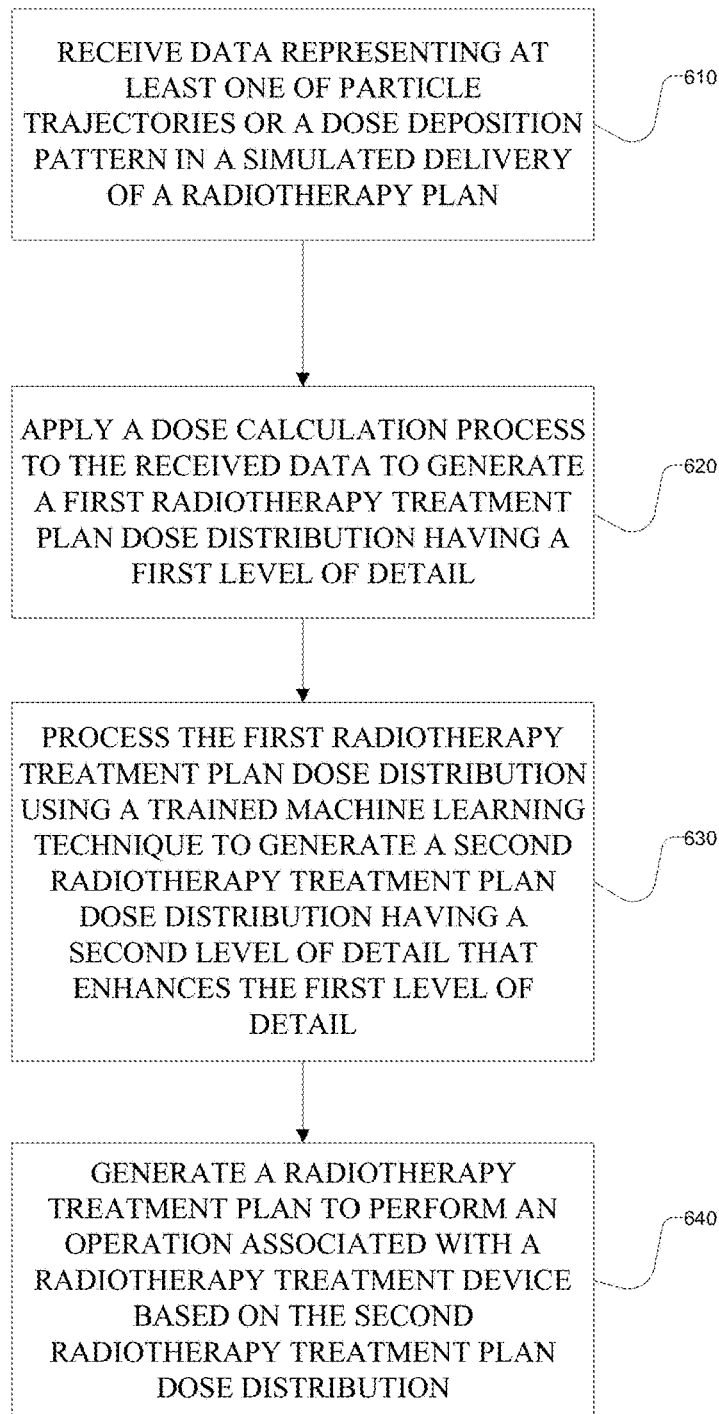 RECEIVE DATA REPRESENTING AT
LEAST ONE OF PARTICLE
TRAJECTORIES OR A DOSE DEPOSITION
PATTERN IN A SIMULATED DELIVERY
OF A RADIOTHERAPY PLAN
610
APPLY A DOSE CALCULATION PROCESS
TO THE RECEIVED DATA TO GENERATE
A FIRST RADIOTHERAPY TREATMENT
PLAN DOSE DISTRIBUTION HAVING A
FIRST LEVEL OF DETAIL
620
PROCESS THE FIRST RADIOTHERAPY
TREATMENT PLAN DOSE DISTRIBUTION
USING A TRAINED MACHINE LEARNING
TECHNIQUE TO GENERATE A SECOND
RADIOTHERAPY TREATMENT PLAN
DOSE DISTRIBUTION HAVING A
SECOND LEVEL OF DETAIL THAT
ENHANCES THE FIRST LEVEL OF
DETAIL
630
GENERATE A RADIOTHERAPY
TREATMENT PLAN TO PERFORM AN
OPERATION ASSOCIATED WITH A
RADIOTHERAPY TREATMENT DEVICE
BASED ON THE SECOND
RADIOTHERAPY TREATMENT PLAN
DOSE DISTRIBUTION
640